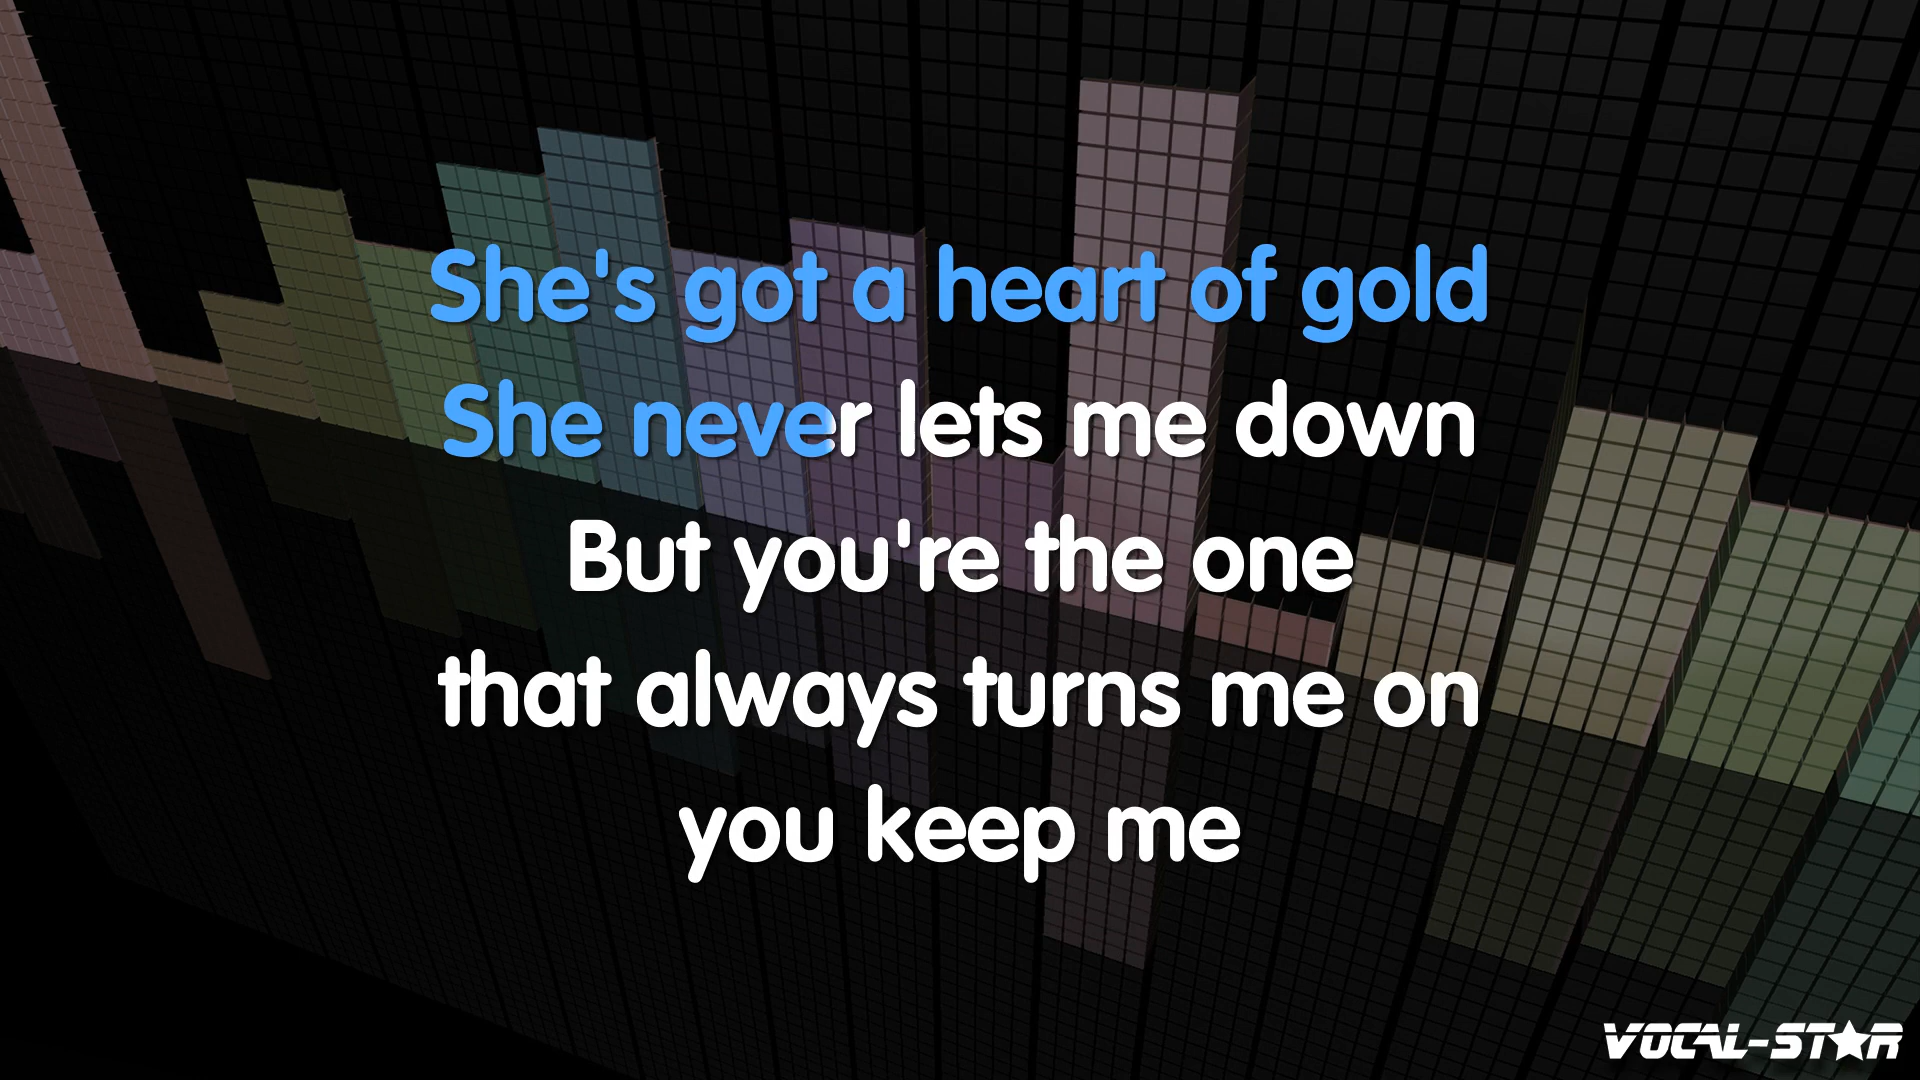 She's got a heart of gold
She never lets me down
But you're the one
that always turns me on
you keep me
VOCAL-STAR